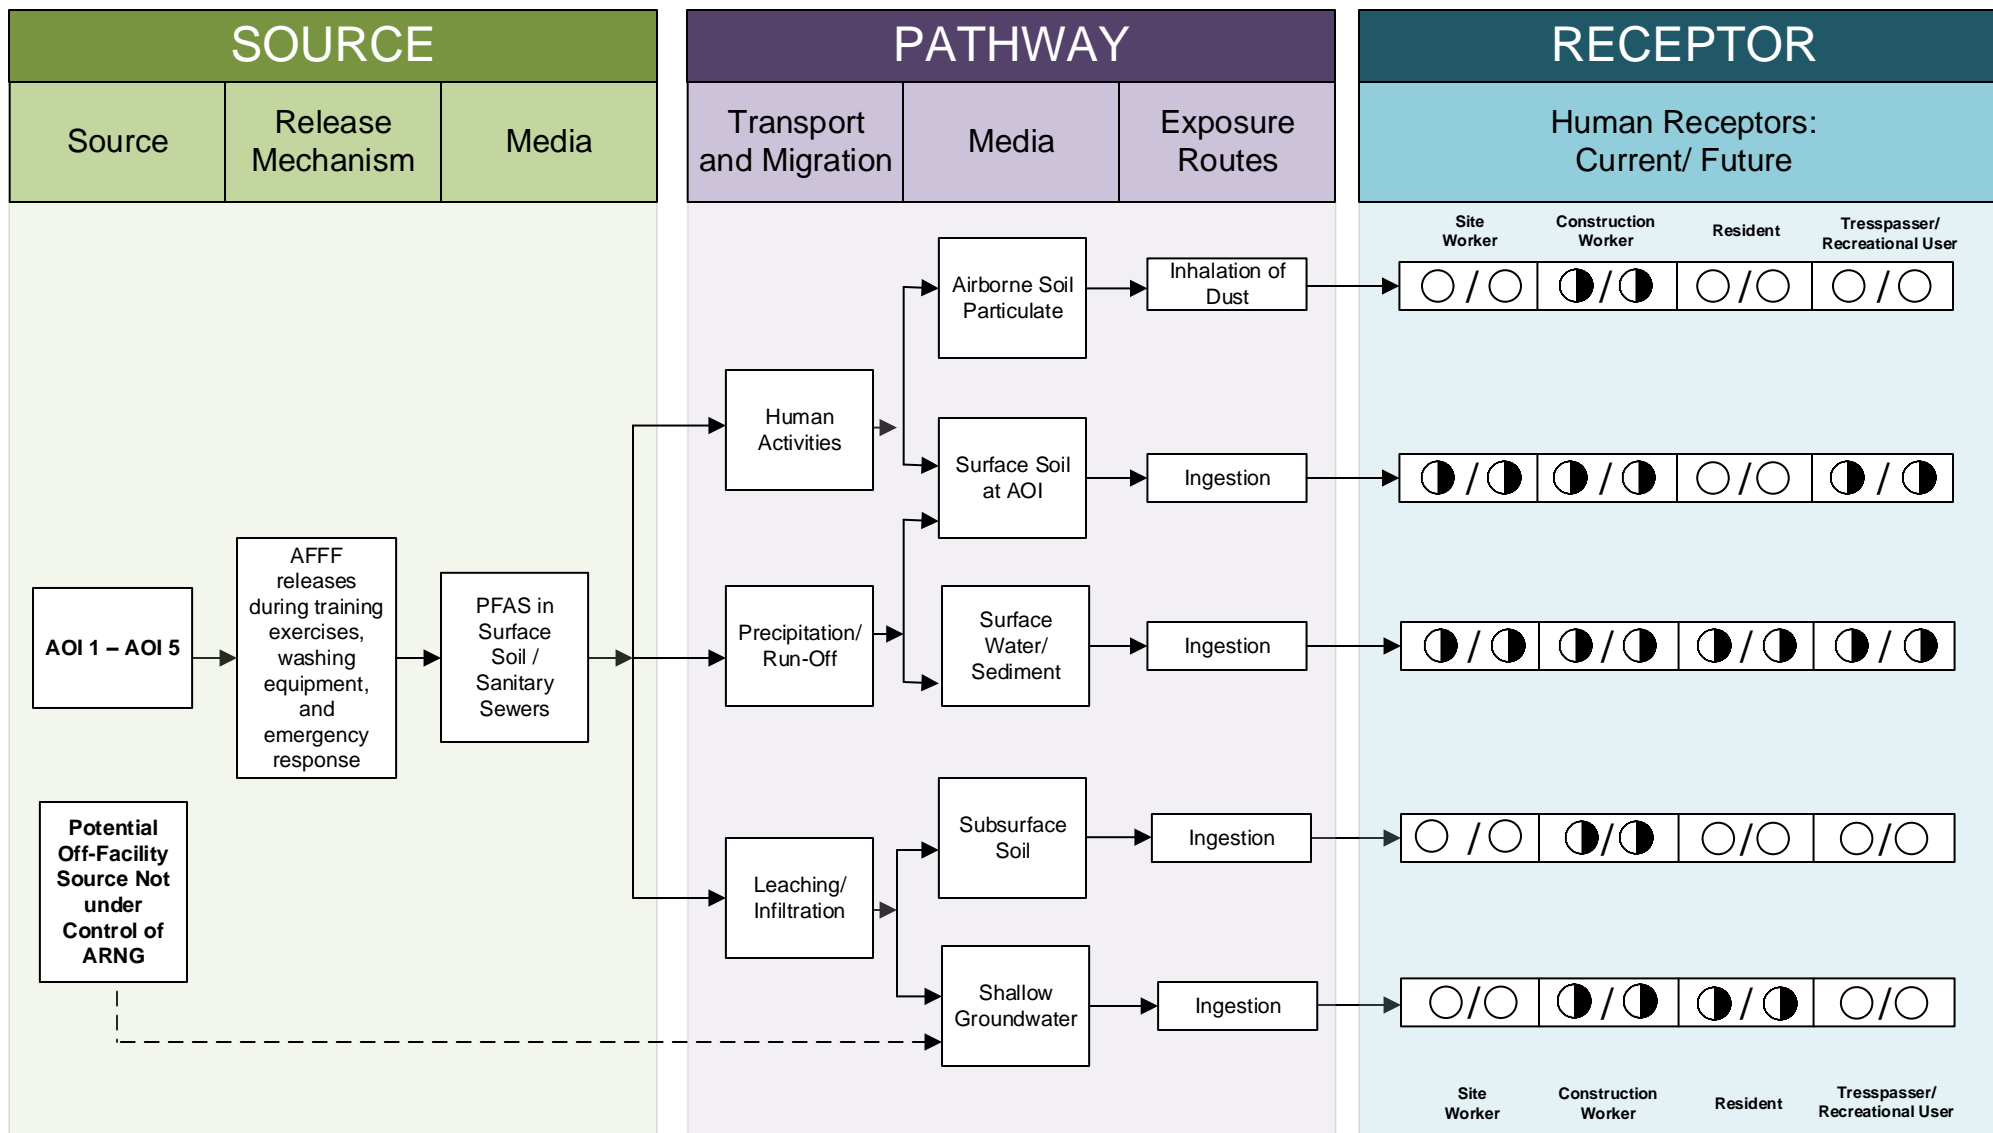 SOURCE
PATHWAY
RECEPTOR
Source
Release
Mechanism
Media
Transport
and Migration
Media
Exposure
Routes
Human Receptors:
Current/ Future
Site
Worker
Construction
Worker
Resident
Tresspasser/
Recreational User
Airborne Soil
Particulate
Inhalation of
Dust
/
/
/
/
Human
Activities
Surface Soil
at AOI
Ingestion
/
/
/
/
AOI 1 – AOI 5
AFFF
releases
during training
exercises,
washing
equipment,
and
emergency
response
PFAS in
Surface
Soil /
Sanitary
Sewers
Precipitation/
Run-Off
Surface
Water/
Sediment
Ingestion
/
/
/
/
Potential
Off-Facility
Source Not
under
Control of
ARNG
Leaching/
Infiltration
Subsurface
Soil
Ingestion
/
/
/
/
Shallow
Groundwater
Ingestion
/
/
/
/
Site
Worker
Construction
Worker
Resident
Tresspasser/
Recreational User